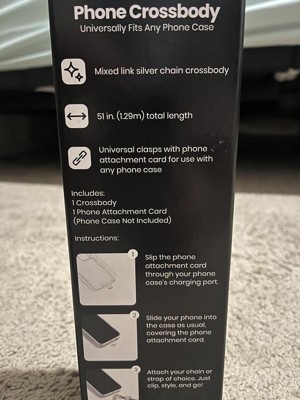 Phone Crossbody
Universally Fits Any Phone Case
Mixed link silver chain crossbody
51 in. (1.29m) total length
Universal clasps with phone
attachment card for use with
any phone case
Includes:
1 Crossbody
1 Phone Attachment Card
(Phone Case Not Included)
Instructions:
1
Slip the phone
attachment card
through your phone
case's charging port.
2
Slide your phone into
the case as usual,
covering the phone
attachment card.
3
Attach your chain or
strap of choice. Just
clip, style, and go!